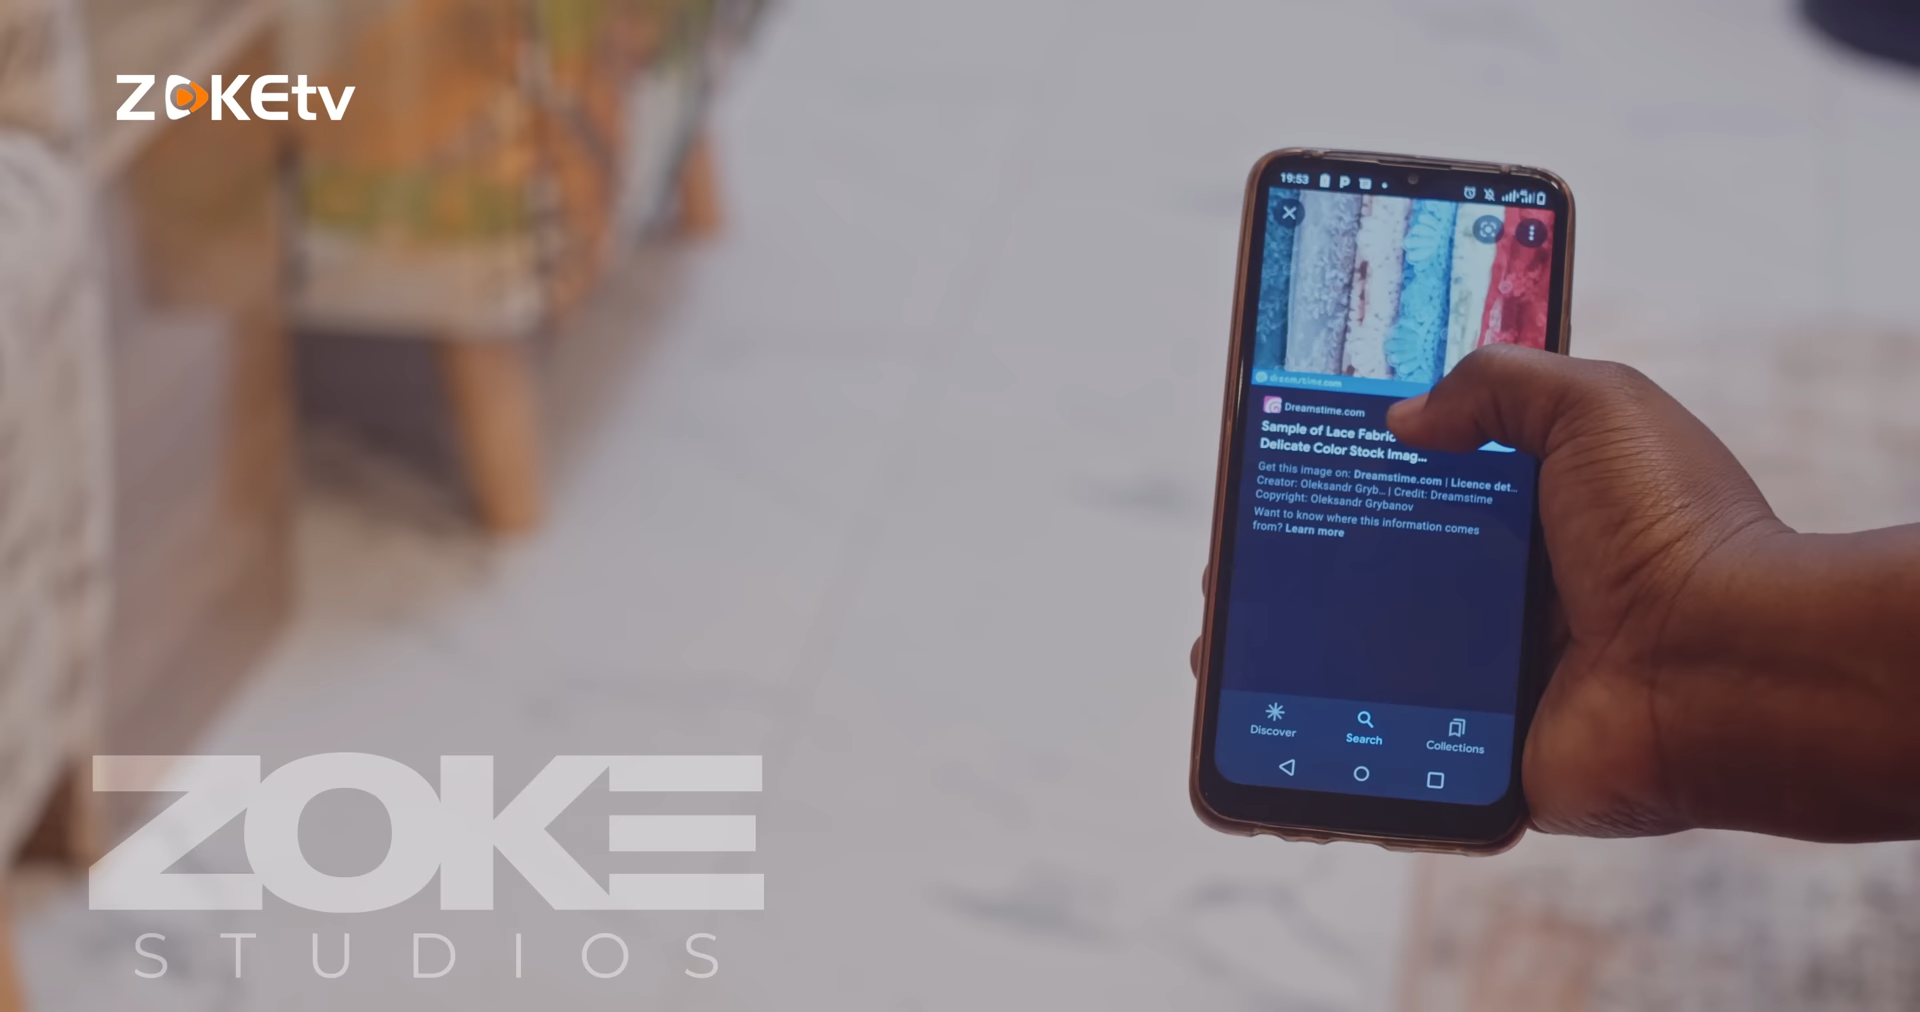 ZOKEtv
19:53
dreamstime.com
Dreamstime.com
Sample of Lace Fabric
Delicate Color Stock Imag...
Get this image on: Dreamstime.com | Licence det...
Creator: Oleksandr Gryb... | Credit: Dreamstime
Copyright: Oleksandr Grybanov
Want to know where this information comes
from? Learn more
Discover
Search
Collections
ZOKE
STUDIOS